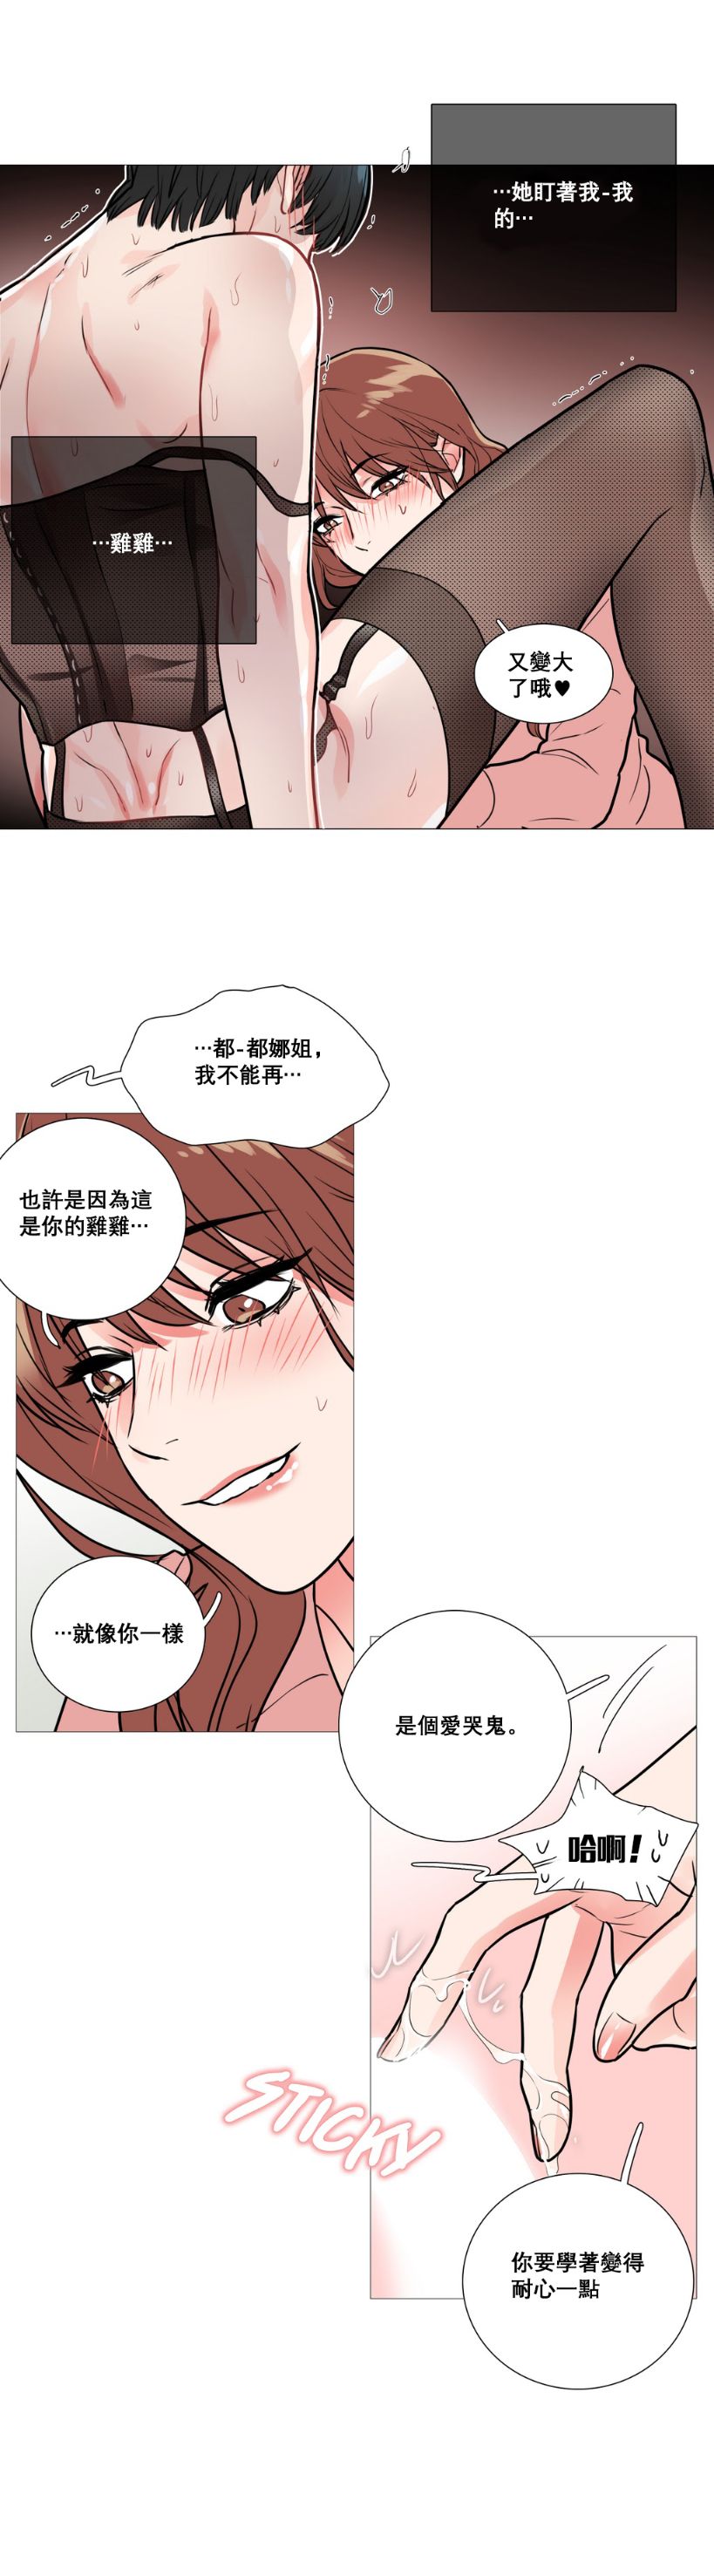 …她盯著我-我
的…
…雞雞…
又變大
了哦♥
…都-都娜姐，
我不能再…
也許是因為這
是你的雞雞…
…就像你一樣
是個愛哭鬼。
哈啊！
STICKY
你要學著變得
耐心一點